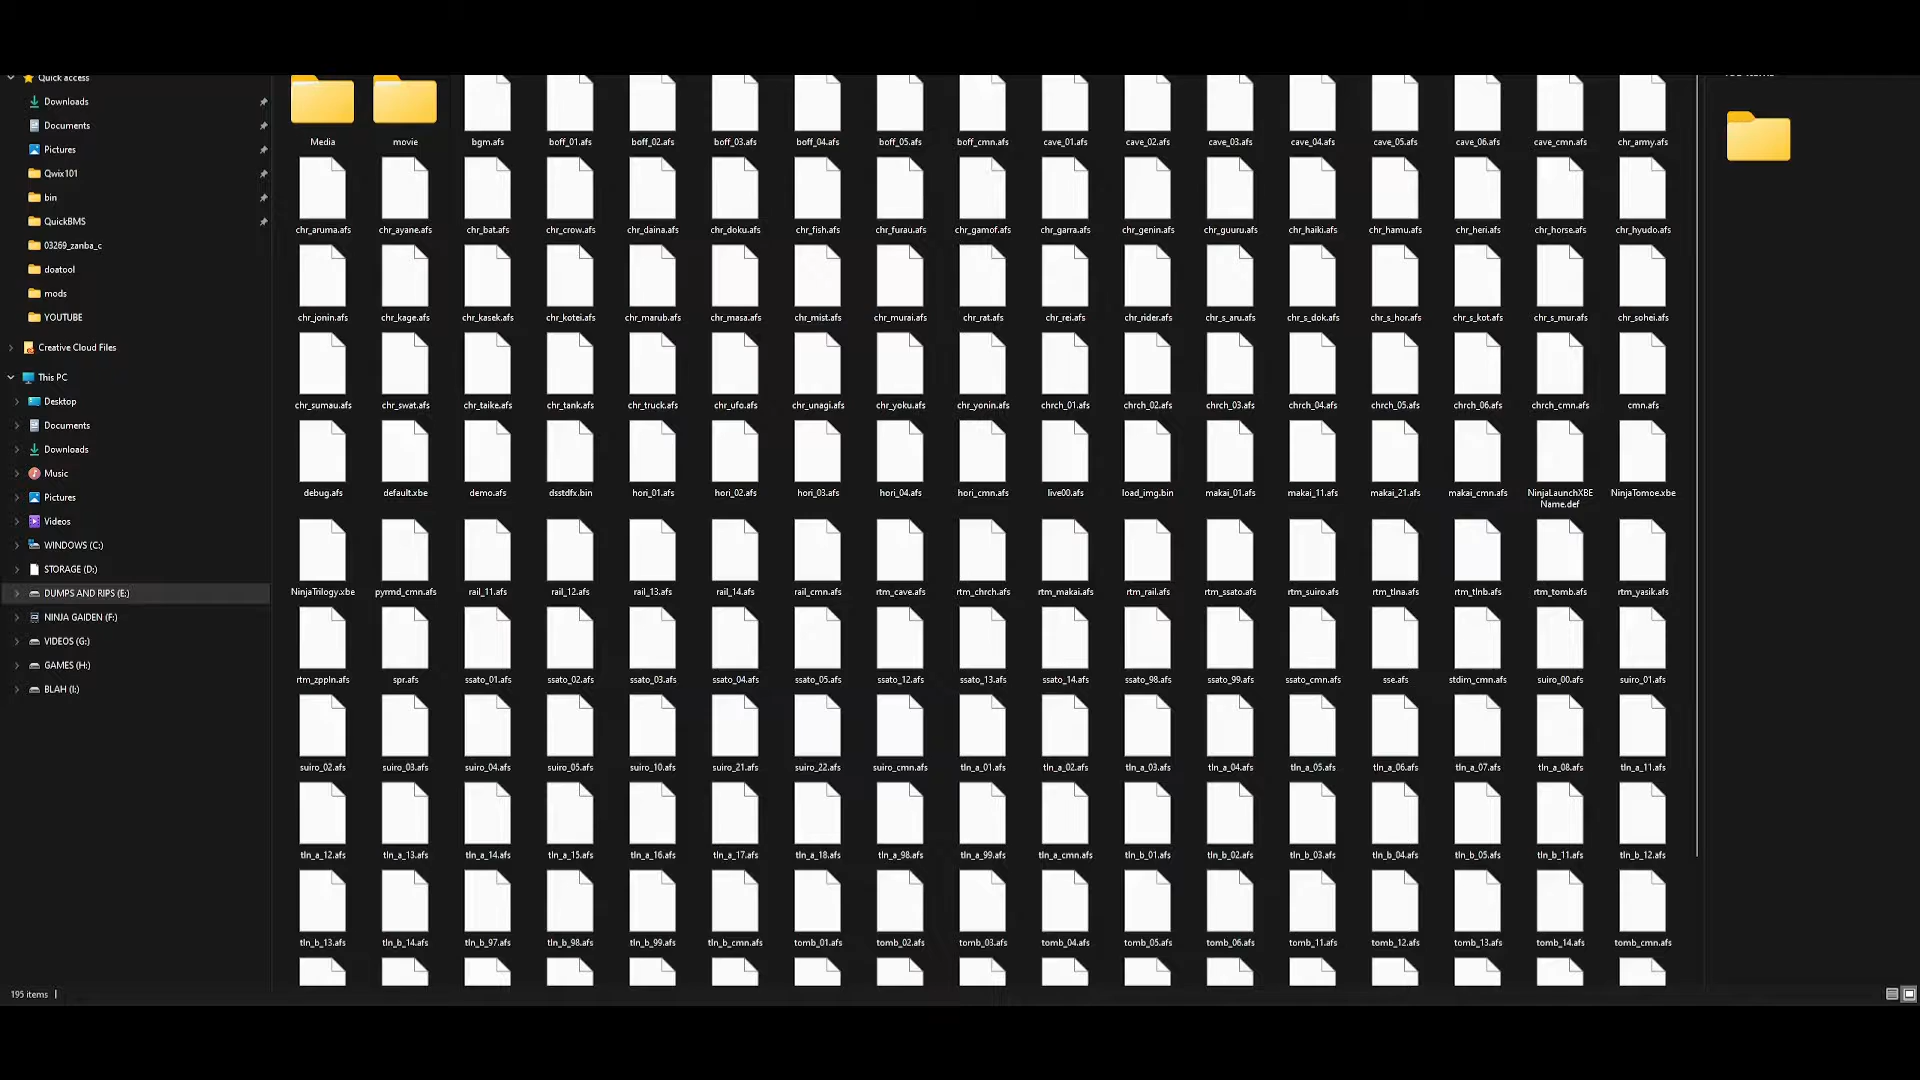 Quick access
Downloads
Documents
Pictures
Qwix101
bin
QuickBMS
03269_zanba_c
doatool
mods
YOUTUBE
Creative Cloud Files
This PC
Desktop
Documents
Downloads
Music
Pictures
Videos
WINDOWS (C:)
STORAGE (D:)
DUMPS AND RIPS (E:)
NINJA GAIDEN (F:)
VIDEOS (G:)
GAMES (H:)
BLAH (I:)
Media movie bgm.afs boff_01.afs boff_02.afs boff_03.afs boff_04.afs boff_05.afs boff_cmn.afs cave_01.afs cave_02.afs cave_03.afs cave_04.afs cave_05.afs cave_06.afs cave_cmn.afs chr_army.afs
chr_aruma.afs chr_ayane.afs chr_bat.afs chr_crow.afs chr_daina.afs chr_doku.afs chr_fish.afs chr_furau.afs chr_gamof.afs chr_garra.afs chr_genin.afs chr_guuru.afs chr_haiki.afs chr_hamu.afs chr_heri.afs chr_horse.afs chr_hyudo.afs
chr_jonin.afs chr_kage.afs chr_kasek.afs chr_kotei.afs chr_marub.afs chr_masa.afs chr_mist.afs chr_murai.afs chr_rat.afs chr_rei.afs chr_rider.afs chr_s_aru.afs chr_s_dok.afs chr_s_hor.afs chr_s_kot.afs chr_s_mur.afs chr_sohei.afs
chr_sumau.afs chr_swat.afs chr_taike.afs chr_tank.afs chr_truck.afs chr_ufo.afs chr_unagi.afs chr_yoku.afs chr_yonin.afs chrch_01.afs chrch_02.afs chrch_03.afs chrch_04.afs chrch_05.afs chrch_06.afs chrch_cmn.afs cmn.afs
debug.afs default.xbe demo.afs dsstdfx.bin hori_01.afs hori_02.afs hori_03.afs hori_04.afs hori_cmn.afs live00.afs load_img.bin makai_01.afs makai_11.afs makai_21.afs makai_cmn.afs NinjaLaunchXBE NinjaTomoe.xbe
Name.def
NinjaTrilogy.xbe pyrmd_cmn.afs rail_11.afs rail_12.afs rail_13.afs rail_14.afs rail_cmn.afs rtm_cave.afs rtm_chrch.afs rtm_makai.afs rtm_rail.afs rtm_ssato.afs rtm_suiro.afs rtm_tlna.afs rtm_tlnb.afs rtm_tomb.afs rtm_yasik.afs
rtm_zppln.afs spr.afs ssato_01.afs ssato_02.afs ssato_03.afs ssato_04.afs ssato_05.afs ssato_12.afs ssato_13.afs ssato_14.afs ssato_98.afs ssato_99.afs ssato_cmn.afs sse.afs stdim_cmn.afs suiro_00.afs suiro_01.afs
suiro_02.afs suiro_03.afs suiro_04.afs suiro_05.afs suiro_10.afs suiro_21.afs suiro_22.afs suiro_cmn.afs tln_a_01.afs tln_a_02.afs tln_a_03.afs tln_a_04.afs tln_a_05.afs tln_a_06.afs tln_a_07.afs tln_a_08.afs tln_a_11.afs
tln_a_12.afs tln_a_13.afs tln_a_14.afs tln_a_15.afs tln_a_16.afs tln_a_17.afs tln_a_18.afs tln_a_98.afs tln_a_99.afs tln_a_cmn.afs tln_b_01.afs tln_b_02.afs tln_b_03.afs tln_b_04.afs tln_b_05.afs tln_b_11.afs tln_b_12.afs
tln_b_13.afs tln_b_14.afs tln_b_97.afs tln_b_98.afs tln_b_99.afs tln_b_cmn.afs tomb_01.afs tomb_02.afs tomb_03.afs tomb_04.afs tomb_05.afs tomb_06.afs tomb_11.afs tomb_12.afs tomb_13.afs tomb_14.afs tomb_cmn.afs
195 items